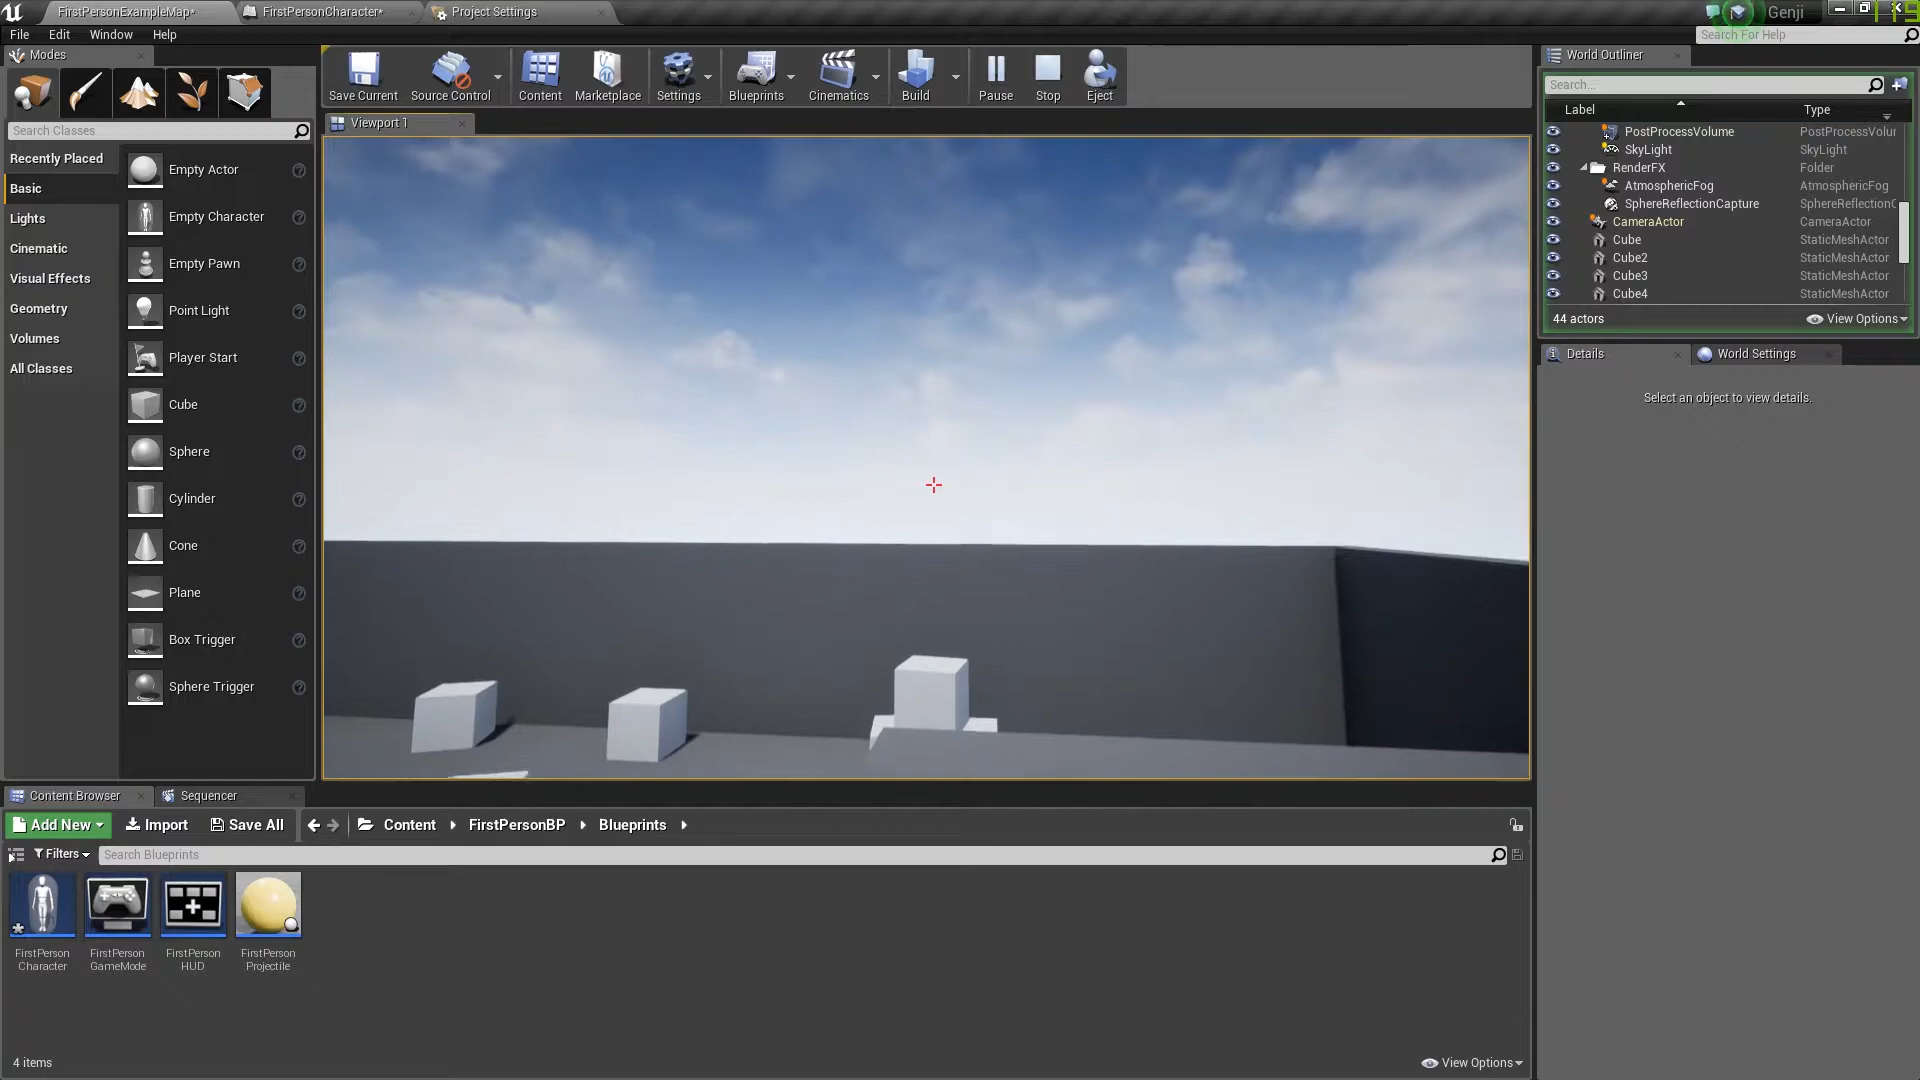 FirstPersonExampleMap*
FirstPersonCharacter*
Project Settings
Genji
115
File
Edit
Window
Help
Search For Help
Modes
Search Classes
Recently Placed
Basic
Lights
Cinematic
Visual Effects
Geometry
Volumes
All Classes
Empty Actor
Empty Character
Empty Pawn
Point Light
Player Start
Cube
Sphere
Cylinder
Cone
Plane
Box Trigger
Sphere Trigger
Save Current
Source Control
Content
Marketplace
Settings
Blueprints
Cinematics
Build
Pause
Stop
Eject
Viewport 1
World Outliner
Search...
Label
Type
PostProcessVolume
PostProcessVolu
SkyLight
SkyLight
RenderFX
Folder
AtmosphericFog
AtmosphericFog
SphereReflectionCapture
SphereReflectionC
CameraActor
CameraActor
Cube
StaticMeshActor
Cube2
StaticMeshActor
Cube3
StaticMeshActor
Cube4
StaticMeshActor
44 actors
View Options
Details
World Settings
Select an object to view details.
Content Browser
Sequencer
Add New
Import
Save All
Content
FirstPersonBP
Blueprints
Filters
Search Blueprints
FirstPerson
Character
FirstPerson
GameMode
FirstPerson
HUD
FirstPerson
Projectile
4 items
View Options